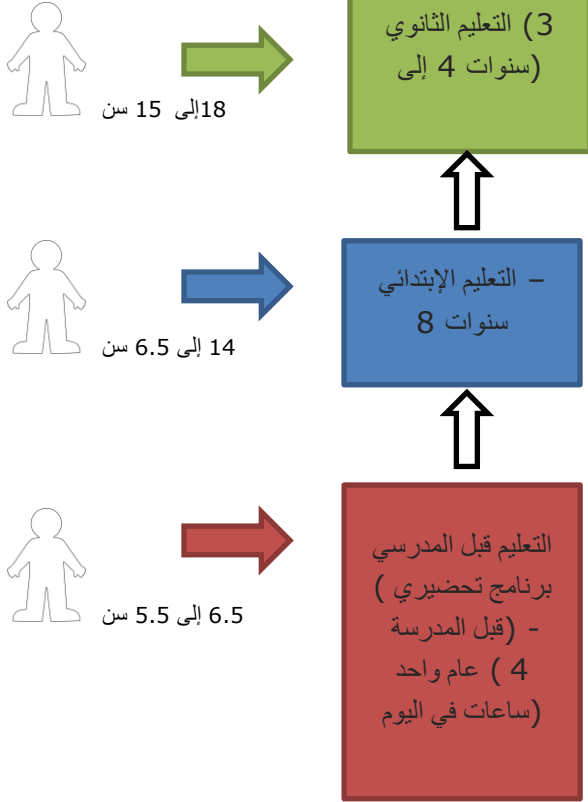 3) التعليم الثانوي
(سنوات 4 إلى
18إلى 15 سن
– التعليم الإبتدائي
سنوات 8
14 إلى 6.5 سن
التعليم قبل المدرسي
برنامج تحضيري )
- (قبل المدرسة
4 ) عام واحد
(ساعات في اليوم
6.5 إلى 5.5 سن